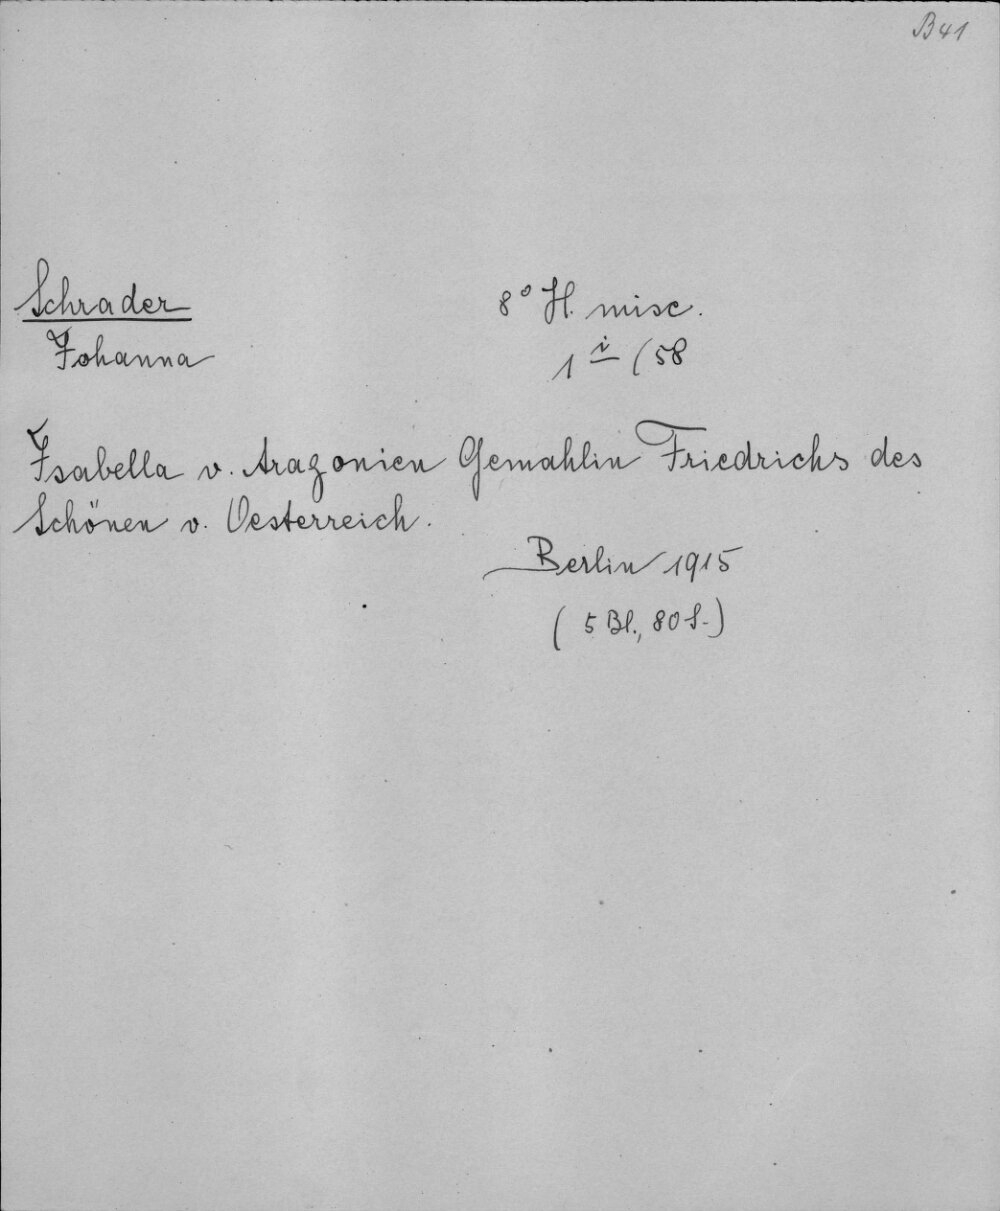 B41
Schrader 8° H. misc.
Johanna 1 i (58
Isabella v. Aragonien Gemahlin Friedrichs des
Schönen v. Oesterreich.
Berlin 1915
(5 Bl., 80 S.)